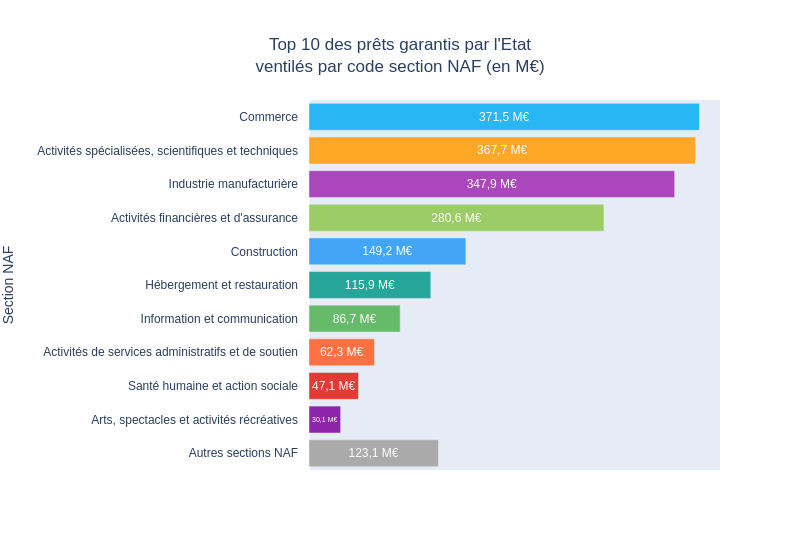 Top 10 des prêts garantis par l'Etat
ventilés par code section NAF (en M€)
Section NAF
Commerce 371,5 M€
Activités spécialisées, scientifiques et techniques 367,7 M€
Industrie manufacturière 347,9 M€
Activités financières et d'assurance 280,6 M€
Construction 149,2 M€
Hébergement et restauration 115,9 M€
Information et communication 86,7 M€
Activités de services administratifs et de soutien 62,3 M€
Santé humaine et action sociale 47,1 M€
Arts, spectacles et activités récréatives 30,1 M€
Autres sections NAF 123,1 M€